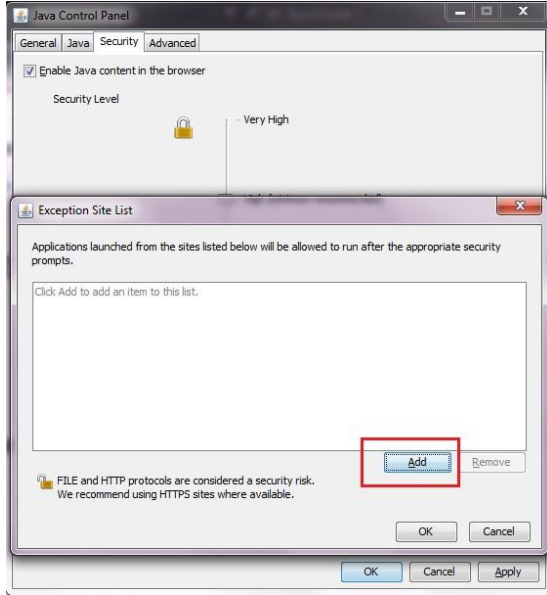 Java Control Panel
General Java Security Advanced
Enable Java content in the browser
Security Level
Very High
Exception Site List
Applications launched from the sites listed below will be allowed to run after the appropriate security
prompts.
Click Add to add an item to this list.
Add Remove
FILE and HTTP protocols are considered a security risk.
We recommend using HTTPS sites where available.
OK Cancel
OK Cancel Apply